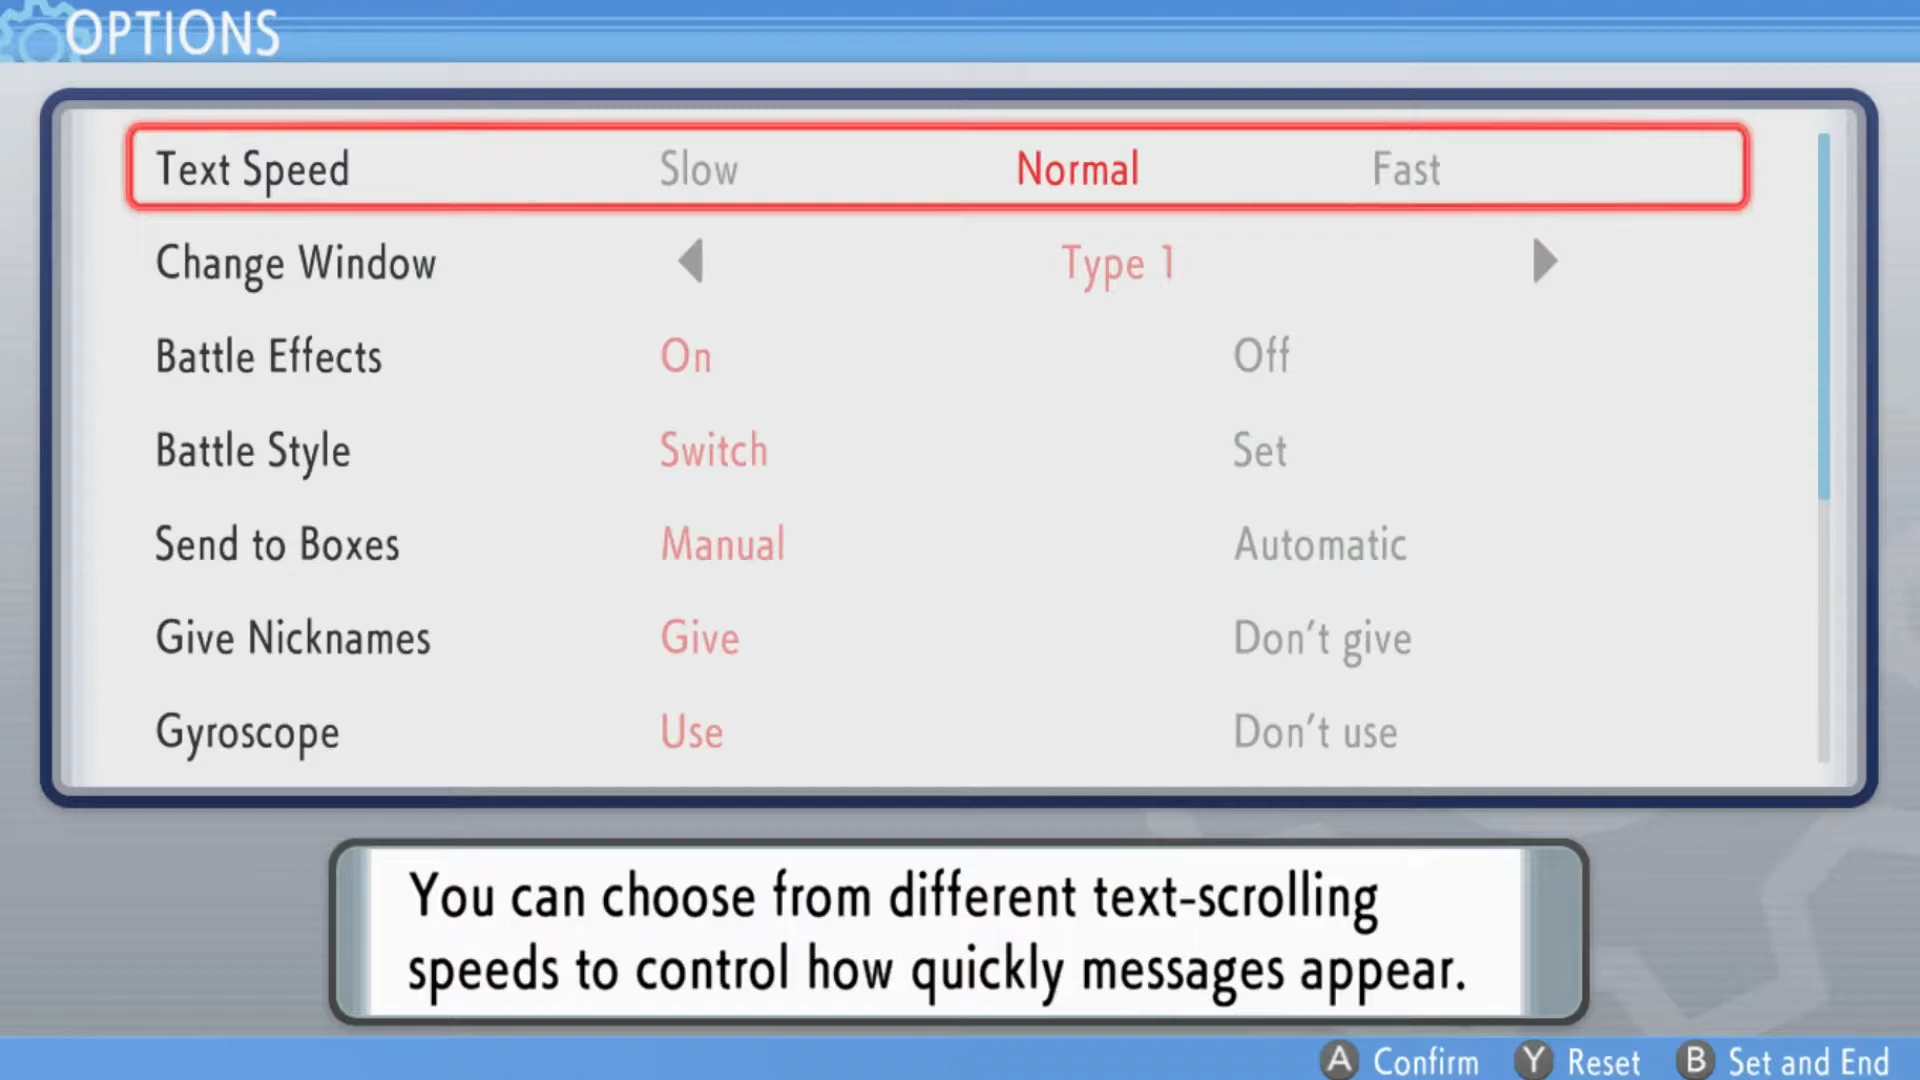 OPTIONS
Text Speed Slow Normal Fast
Change Window Type 1
Battle Effects On Off
Battle Style Switch Set
Send to Boxes Manual Automatic
Give Nicknames Give Don't give
Gyroscope Use Don't use
You can choose from different text-scrolling
speeds to control how quickly messages appear.
A Confirm Y Reset B Set and End